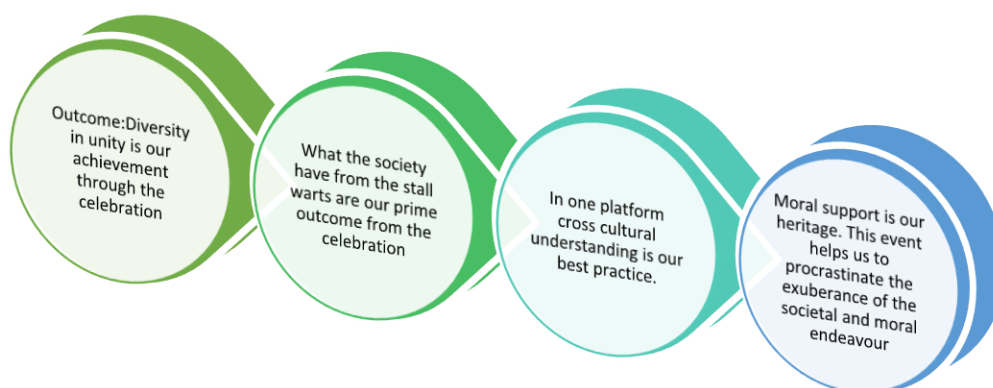 Outcome:Diversity
in unity is our
achievement
through the
celebration
What the society
have from the stall
warts are our prime
outcome from the
celebration
In one platform
cross cultural
understanding is our
best practice.
Moral support is our
heritage. This event
helps us to
procrastinate the
exuberance of the
societal and moral
endeavour